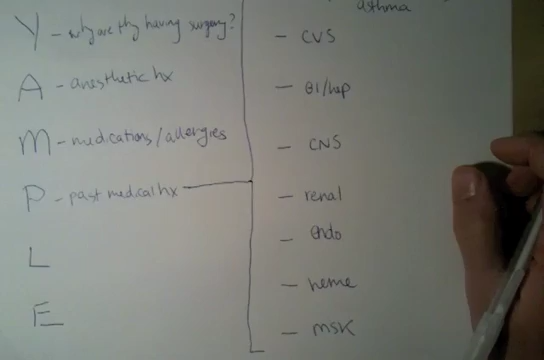 Y - why are they having surgery?
A - anesthetic hx
M - medications/allergies
P - past medical hx
L
E
asthma
- CVS
- GI/hep
- CNS
- renal
- endo
- heme
- MSK